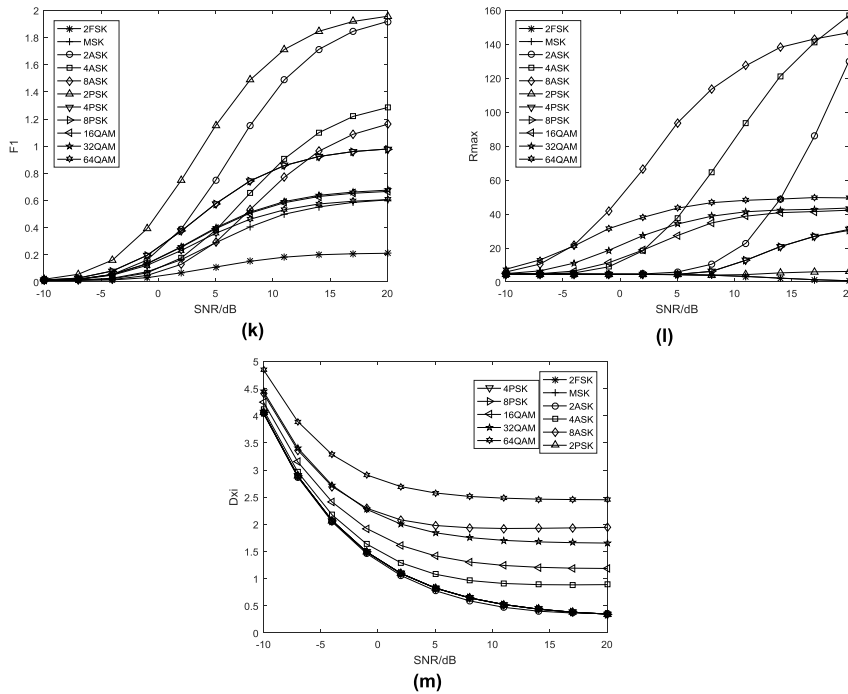 2
1.8
1.6
1.4
1.2
1
0.8
0.6
0.4
0.2
0
F1
2FSK
MSK
2ASK
4ASK
8ASK
2PSK
4PSK
8PSK
16QAM
32QAM
64QAM
-10 -5 0 5 10 15 20
SNR/dB
(k)
160
140
120
100
80
60
40
20
0
Rmax
2FSK
MSK
2ASK
4ASK
8ASK
2PSK
4PSK
8PSK
16QAM
32QAM
64QAM
-10 -5 0 5 10 15 20
SNR/dB
(l)
5
4.5
4
3.5
3
2.5
2
1.5
1
0.5
0
Dxi
4PSK
8PSK
16QAM
32QAM
64QAM
2FSK
MSK
2ASK
4ASK
8ASK
2PSK
-10 -5 0 5 10 15 20
SNR/dB
(m)